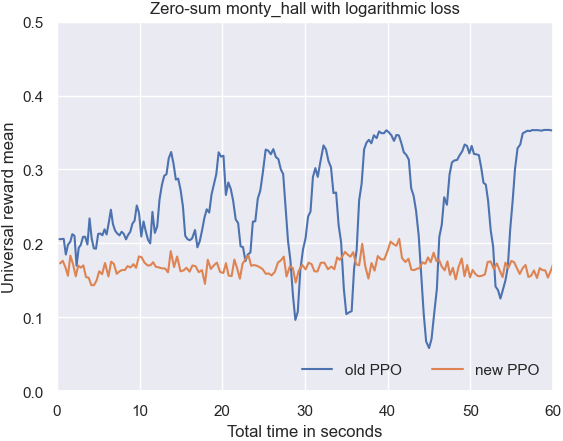 Zero-sum monty_hall with logarithmic loss
Universal reward mean
0.5
0.4
0.3
0.2
0.1
0.0
0 10 20 30 40 50 60
Total time in seconds
old PPO
new PPO